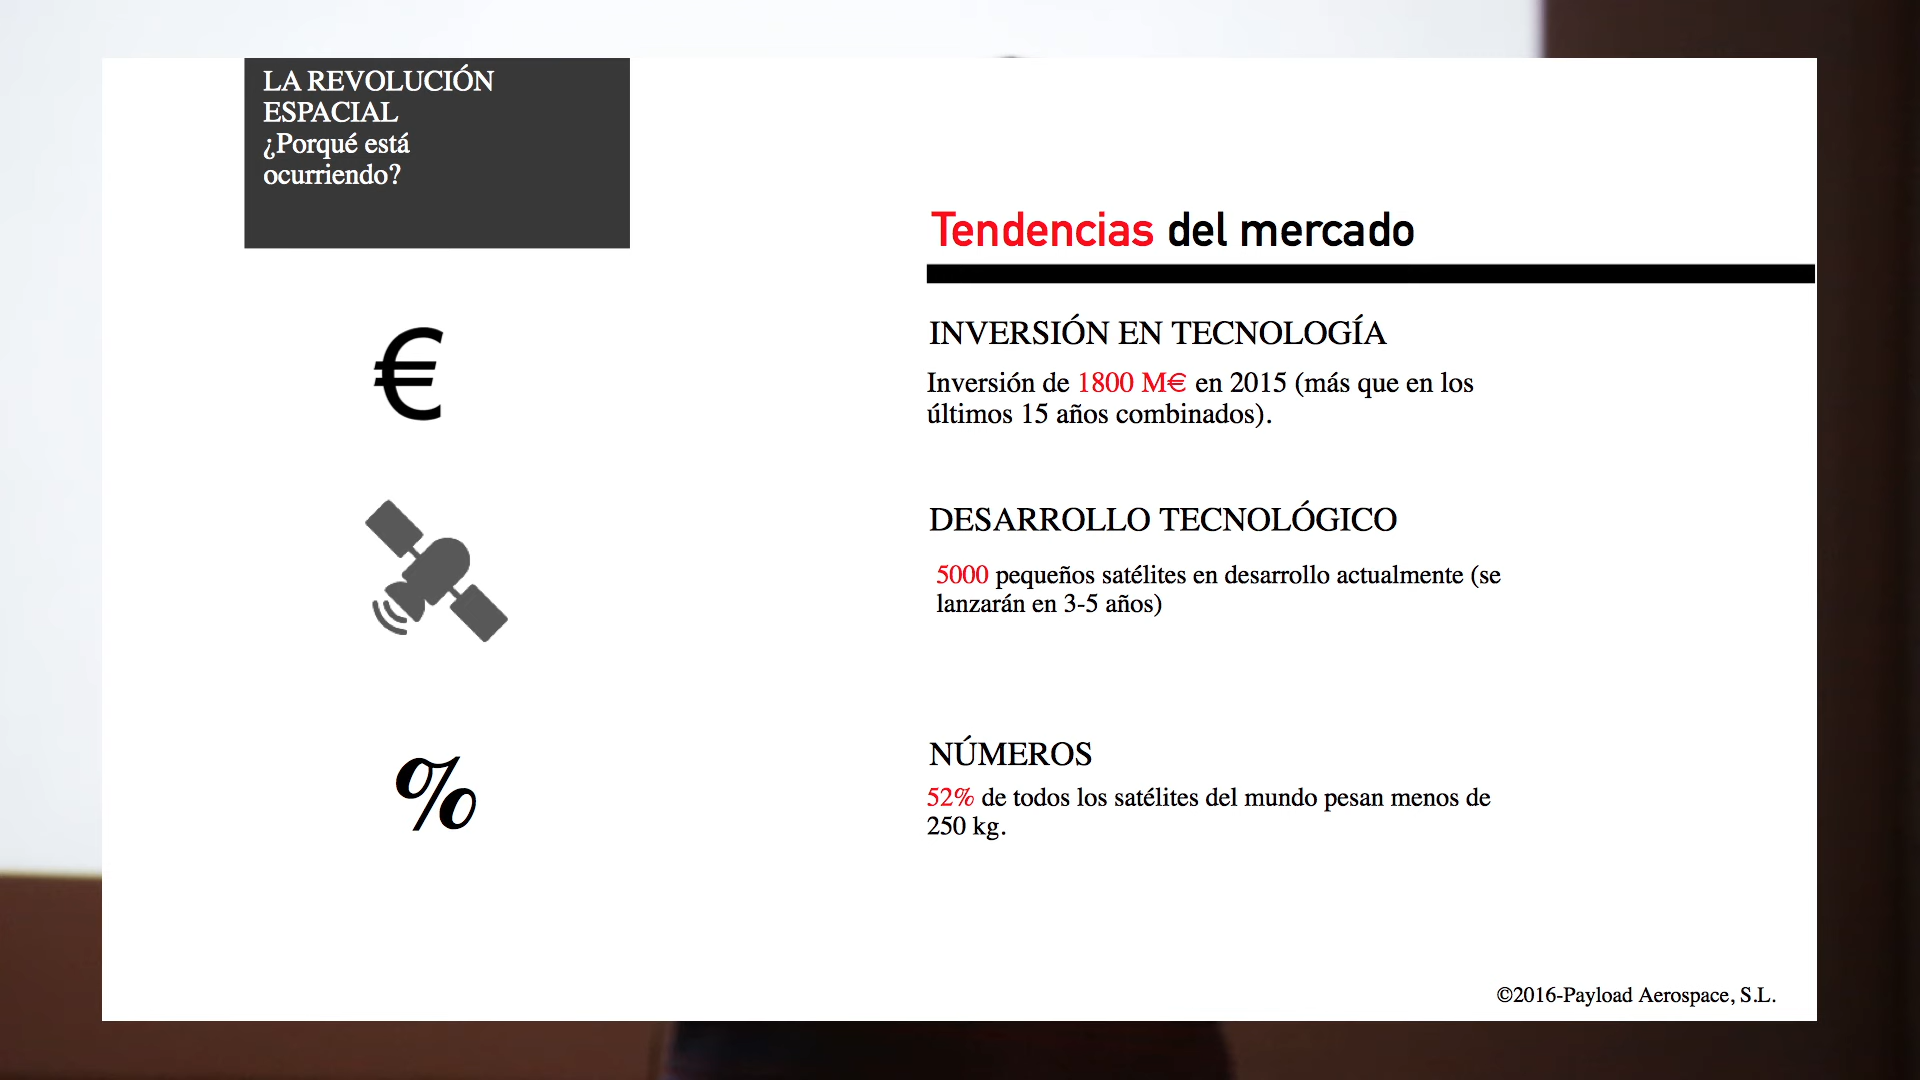 LA REVOLUCIÓN
ESPACIAL
¿Porqué está
ocurriendo?
Tendencias del mercado
€
INVERSIÓN EN TECNOLOGÍA
Inversión de 1800 M€ en 2015 (más que en los
últimos 15 años combinados).
DESARROLLO TECNOLÓGICO
5000 pequeños satélites en desarrollo actualmente (se
lanzarán en 3-5 años)
%
NÚMEROS
52% de todos los satélites del mundo pesan menos de
250 kg.
©2016-Payload Aerospace, S.L.